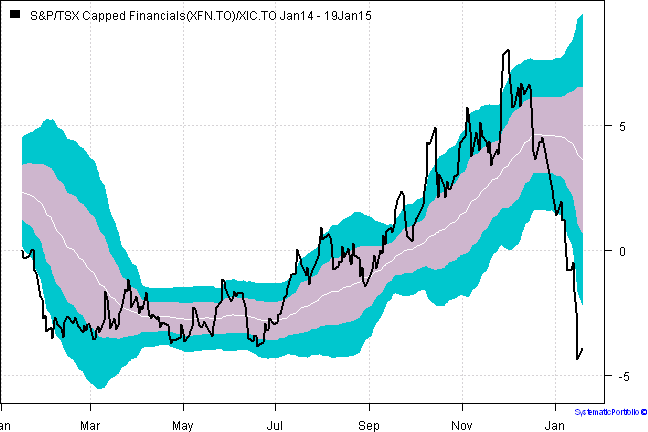 S&P/TSX Capped Financials(XFN.TO)/XIC.TO Jan14 - 19Jan15
5
0
-5
an Mar May Jul Sep Nov Jan
SystematicPortfolio ©